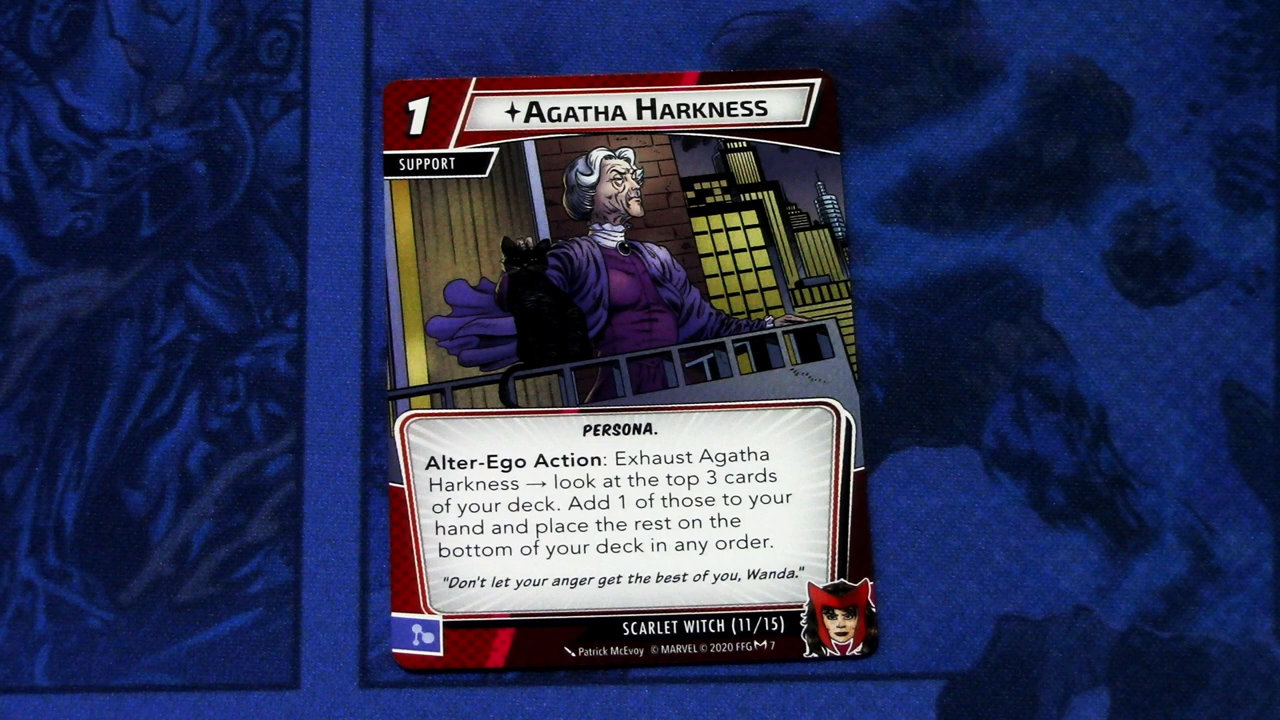 1
AGATHA HARKNESS
SUPPORT
PERSONA.
Alter-Ego Action: Exhaust Agatha
Harkness → look at the top 3 cards
of your deck. Add 1 of those to your
hand and place the rest on the
bottom of your deck in any order.
"Don't let your anger get the best of you, Wanda."
SCARLET WITCH (11/15)
Patrick McEvoy © MARVEL © 2020 FFG 7